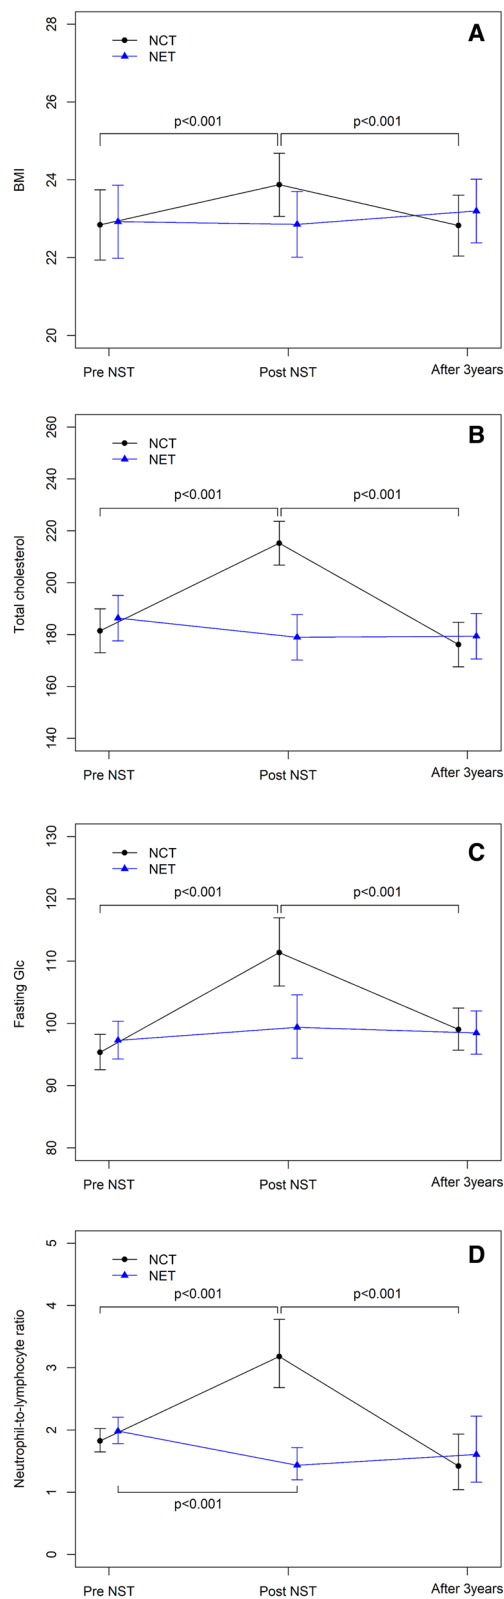 A
NCT
NET
p<0.001 p<0.001
BMI
28
26
24
22
20
Pre NST Post NST After 3years
B
NCT
NET
p<0.001 p<0.001
Total cholesterol
260
240
220
200
180
160
140
Pre NST Post NST After 3years
C
NCT
NET
p<0.001 p<0.001
Fasting Glc
130
120
110
100
90
80
Pre NST Post NST After 3years
D
NCT
NET
p<0.001 p<0.001
Neutrophil-to-lymphocyte ratio
5
4
3
2
1
0
p<0.001
Pre NST Post NST After 3years